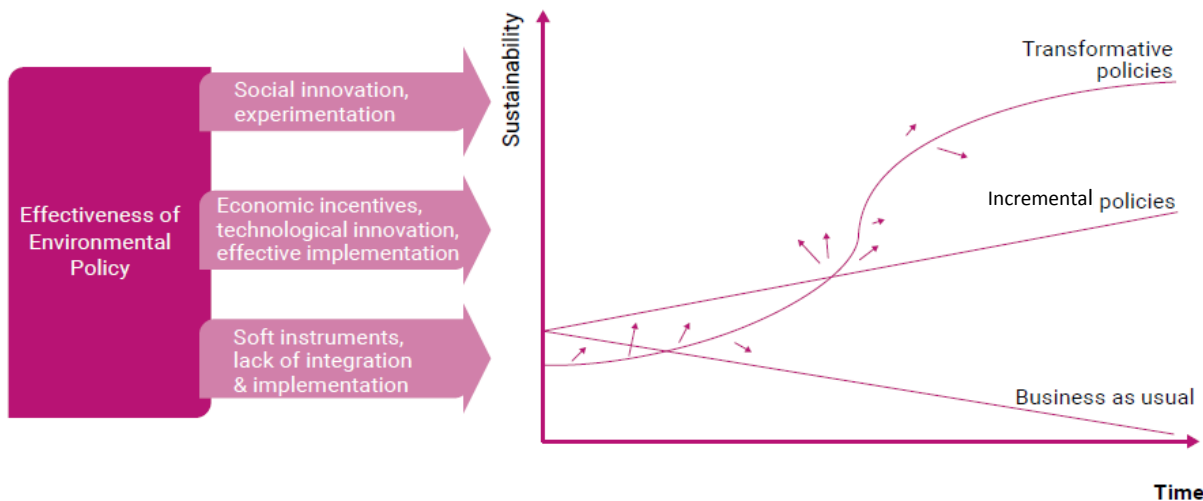 Effectiveness of
Environmental
Policy
Social innovation,
experimentation
Economic incentives,
technological innovation,
effective implementation
Soft instruments,
lack of integration
& implementation
Sustainability
Transformative
policies
Incremental policies
Business as usual
Time